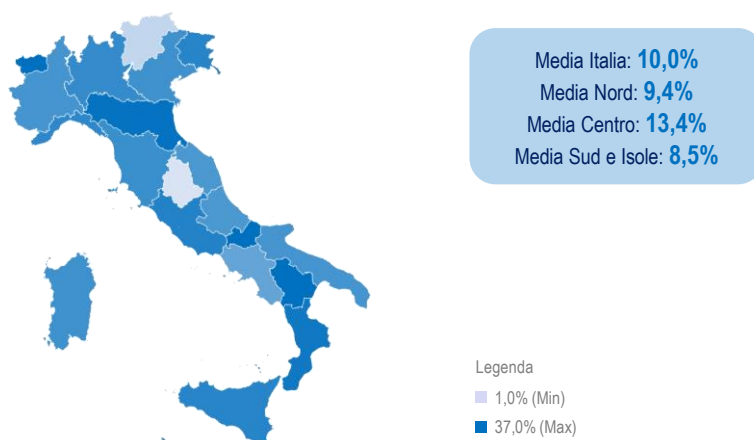 Media Italia: 10,0%
Media Nord: 9,4%
Media Centro: 13,4%
Media Sud e Isole: 8,5%
Legenda
1,0% (Min)
37,0% (Max)